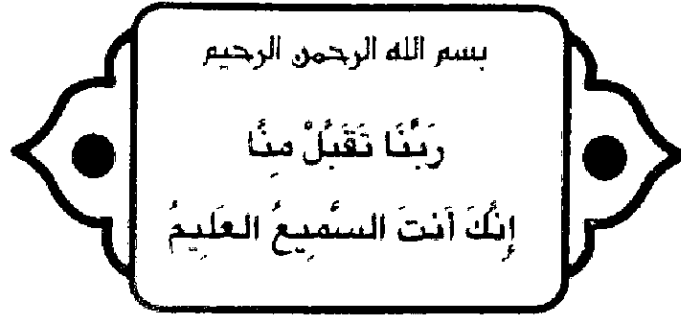 بسم الله الرحمن الرحيم
رَبَّنَا تَقَبَّلْ مِنَّا
إِنَّكَ أَنتَ السَّمِيعُ العَلِيمُ